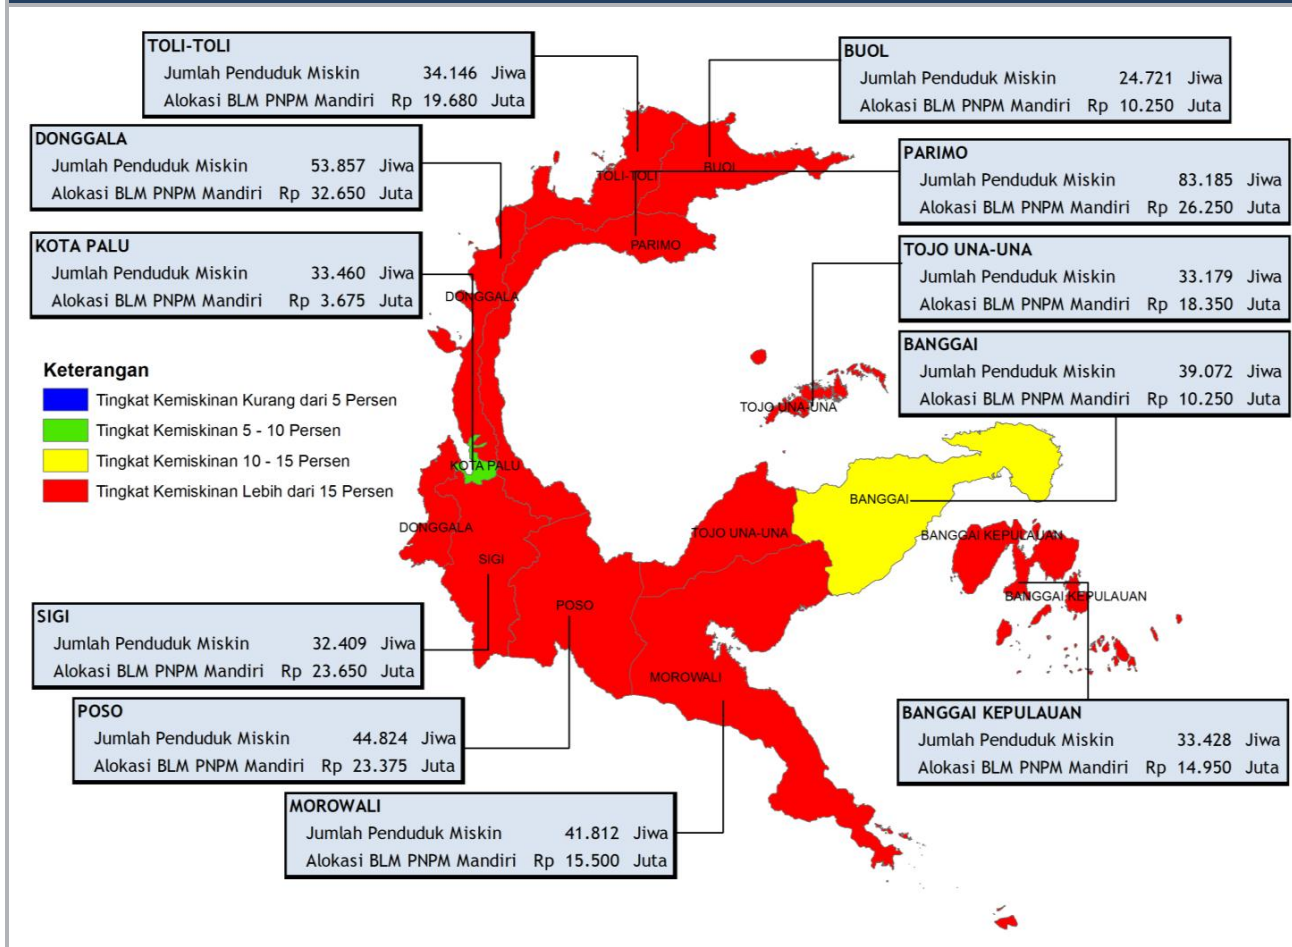 TOLI-TOLI
Jumlah Penduduk Miskin 34.146 Jiwa
Alokasi BLM PNPM Mandiri Rp 19.680 Juta
BUOL
Jumlah Penduduk Miskin 24.721 Jiwa
Alokasi BLM PNPM Mandiri Rp 10.250 Juta
DONGGALA
Jumlah Penduduk Miskin 53.857 Jiwa
Alokasi BLM PNPM Mandiri Rp 32.650 Juta
PARIMO
Jumlah Penduduk Miskin 83.185 Jiwa
Alokasi BLM PNPM Mandiri Rp 26.250 Juta
KOTA PALU
Jumlah Penduduk Miskin 33.460 Jiwa
Alokasi BLM PNPM Mandiri Rp 3.675 Juta
TOJO UNA-UNA
Jumlah Penduduk Miskin 33.179 Jiwa
Alokasi BLM PNPM Mandiri Rp 18.350 Juta
BANGGAI
Jumlah Penduduk Miskin 39.072 Jiwa
Alokasi BLM PNPM Mandiri Rp 10.250 Juta
Keterangan
Tingkat Kemiskinan Kurang dari 5 Persen
Tingkat Kemiskinan 5 - 10 Persen
Tingkat Kemiskinan 10 - 15 Persen
Tingkat Kemiskinan Lebih dari 15 Persen
BUOL
TOLI-TOLI
PARIMO
DONGGALA
TOJO UNA-UNA
KOTA PALU
BANGGAI
DONGGALA
TOJO UNA-UNA
BANGGAI KEPULAUAN
SIGI
BANGGAI KEPULAUAN
POSO
MOROWALI
SIGI
Jumlah Penduduk Miskin 32.409 Jiwa
Alokasi BLM PNPM Mandiri Rp 23.650 Juta
POSO
Jumlah Penduduk Miskin 44.824 Jiwa
Alokasi BLM PNPM Mandiri Rp 23.375 Juta
BANGGAI KEPULAUAN
Jumlah Penduduk Miskin 33.428 Jiwa
Alokasi BLM PNPM Mandiri Rp 14.950 Juta
MOROWALI
Jumlah Penduduk Miskin 41.812 Jiwa
Alokasi BLM PNPM Mandiri Rp 15.500 Juta